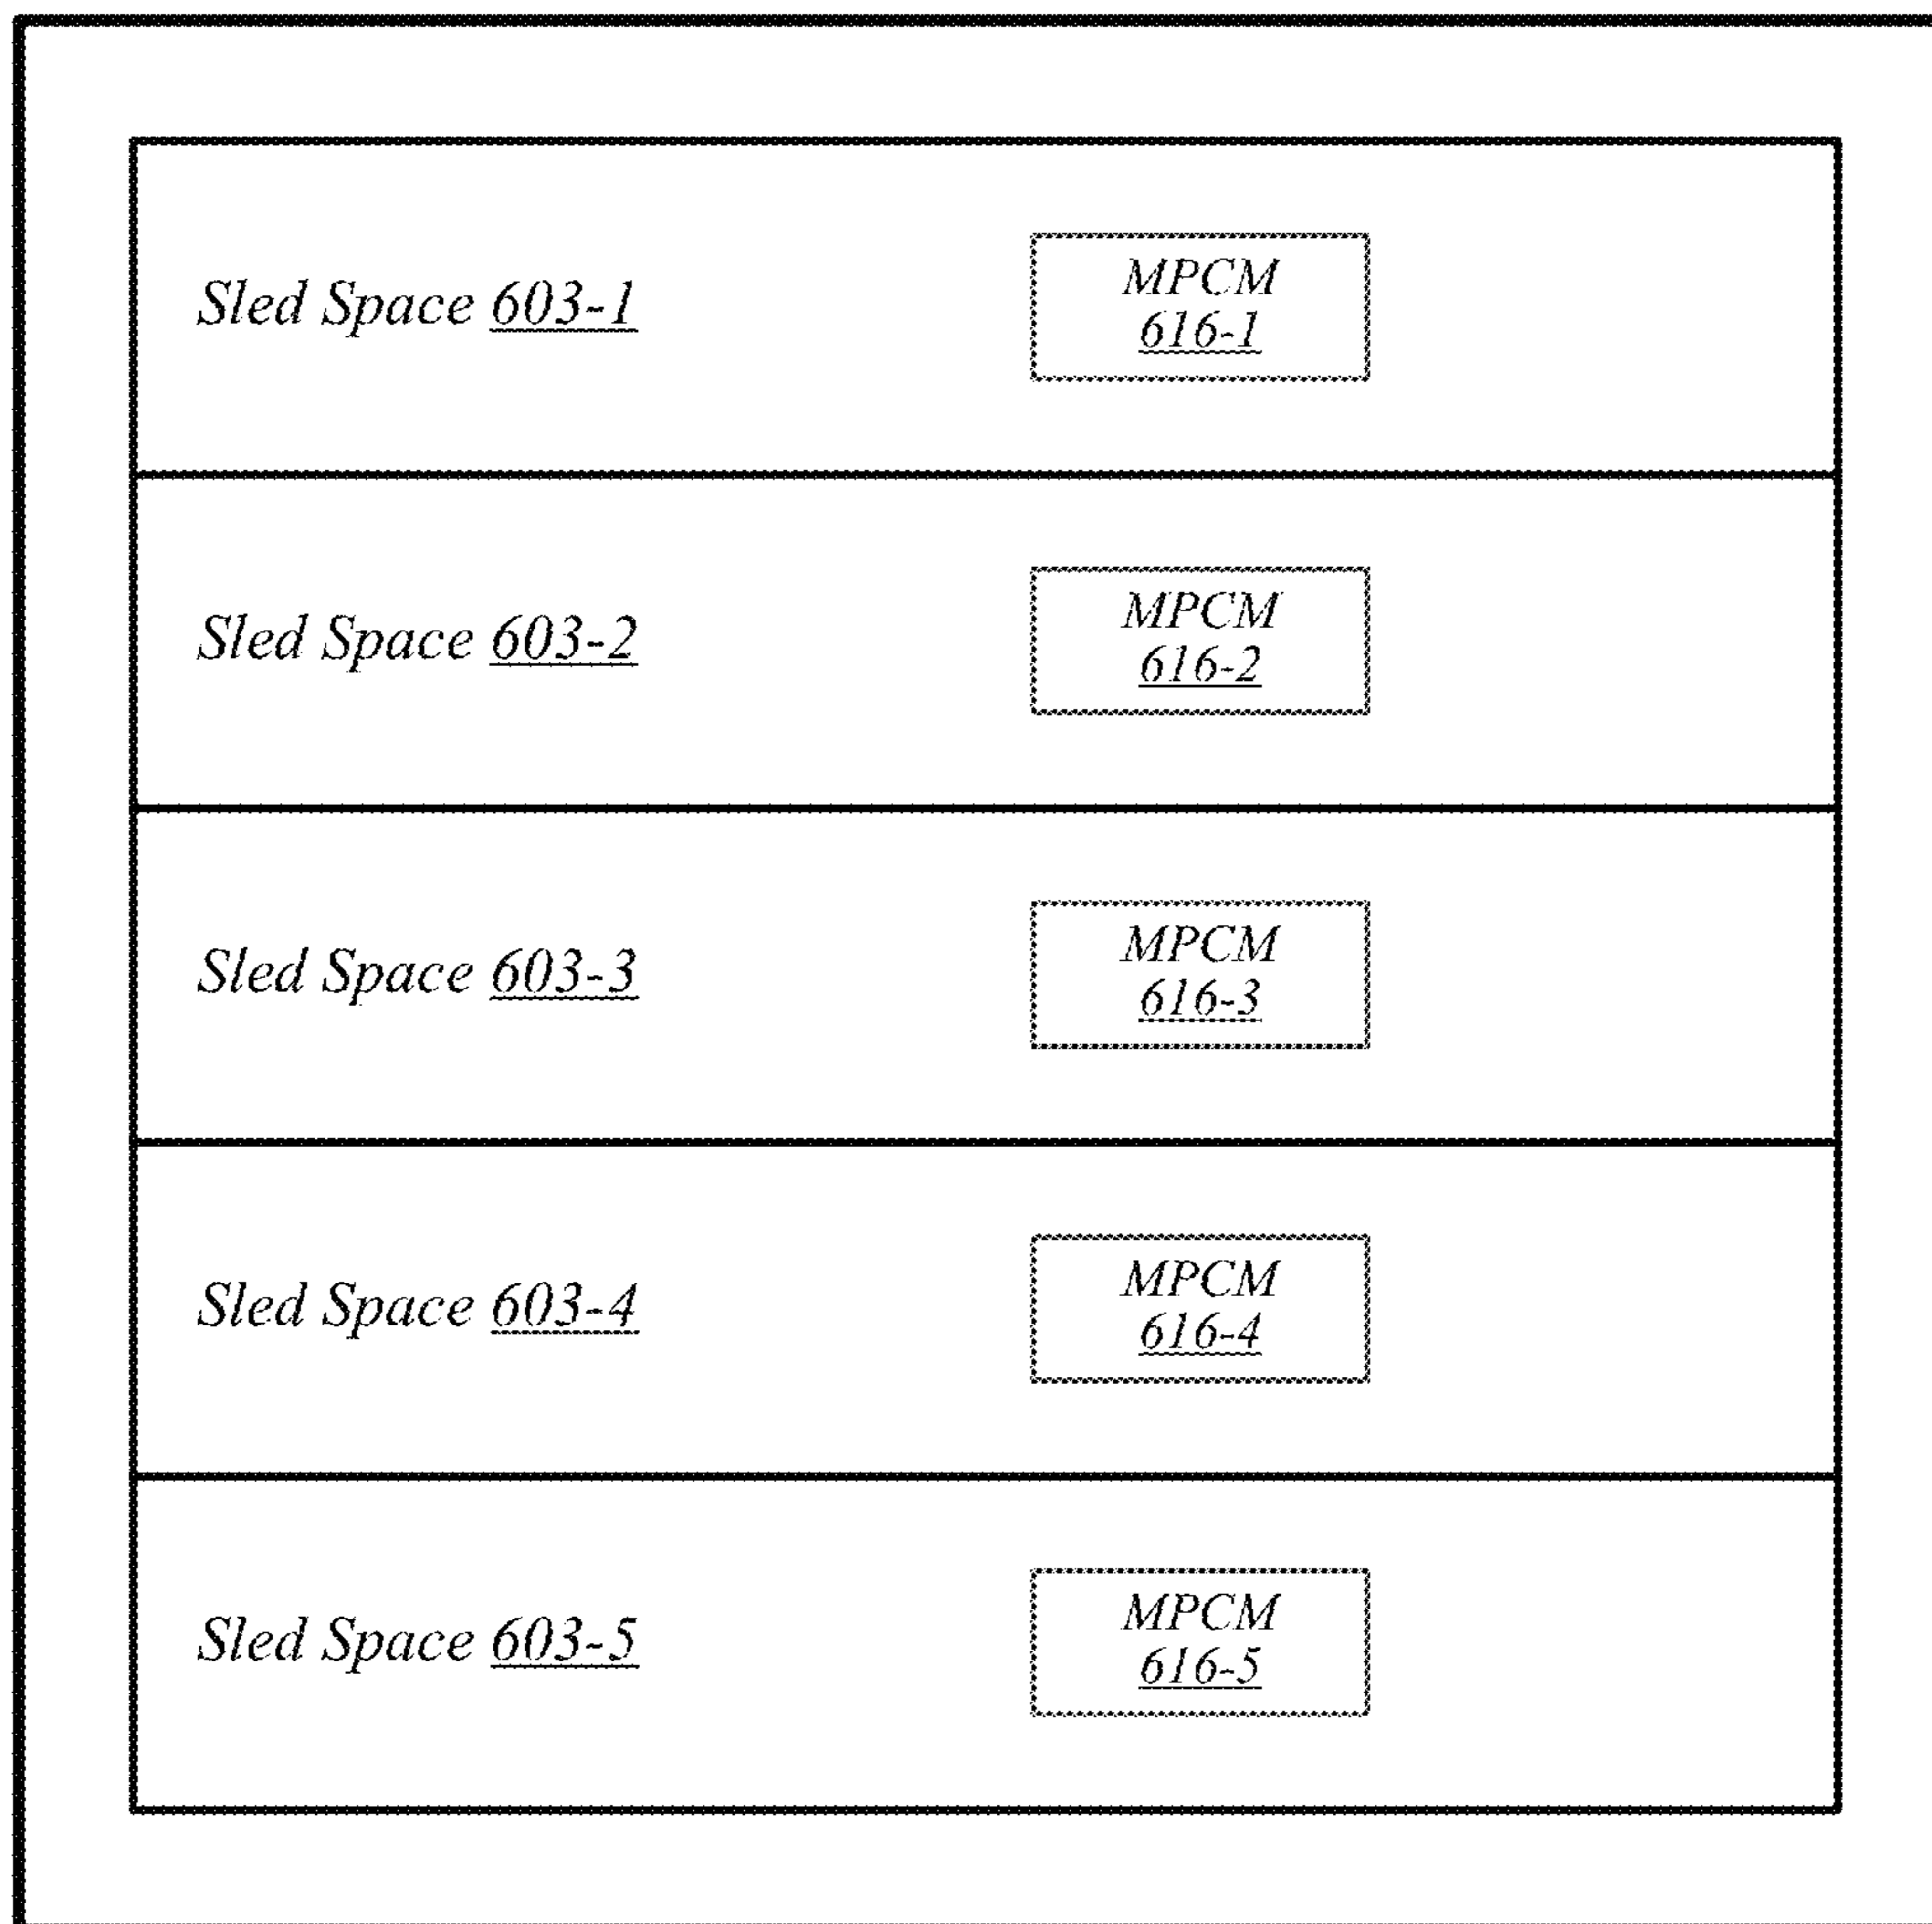 Sled Space 603-1
MPCM
616-1
Sled Space 603-2
MPCM
616-2
Sled Space 603-3
MPCM
616-3
Sled Space 603-4
MPCM
616-4
Sled Space 603-5
MPCM
616-5